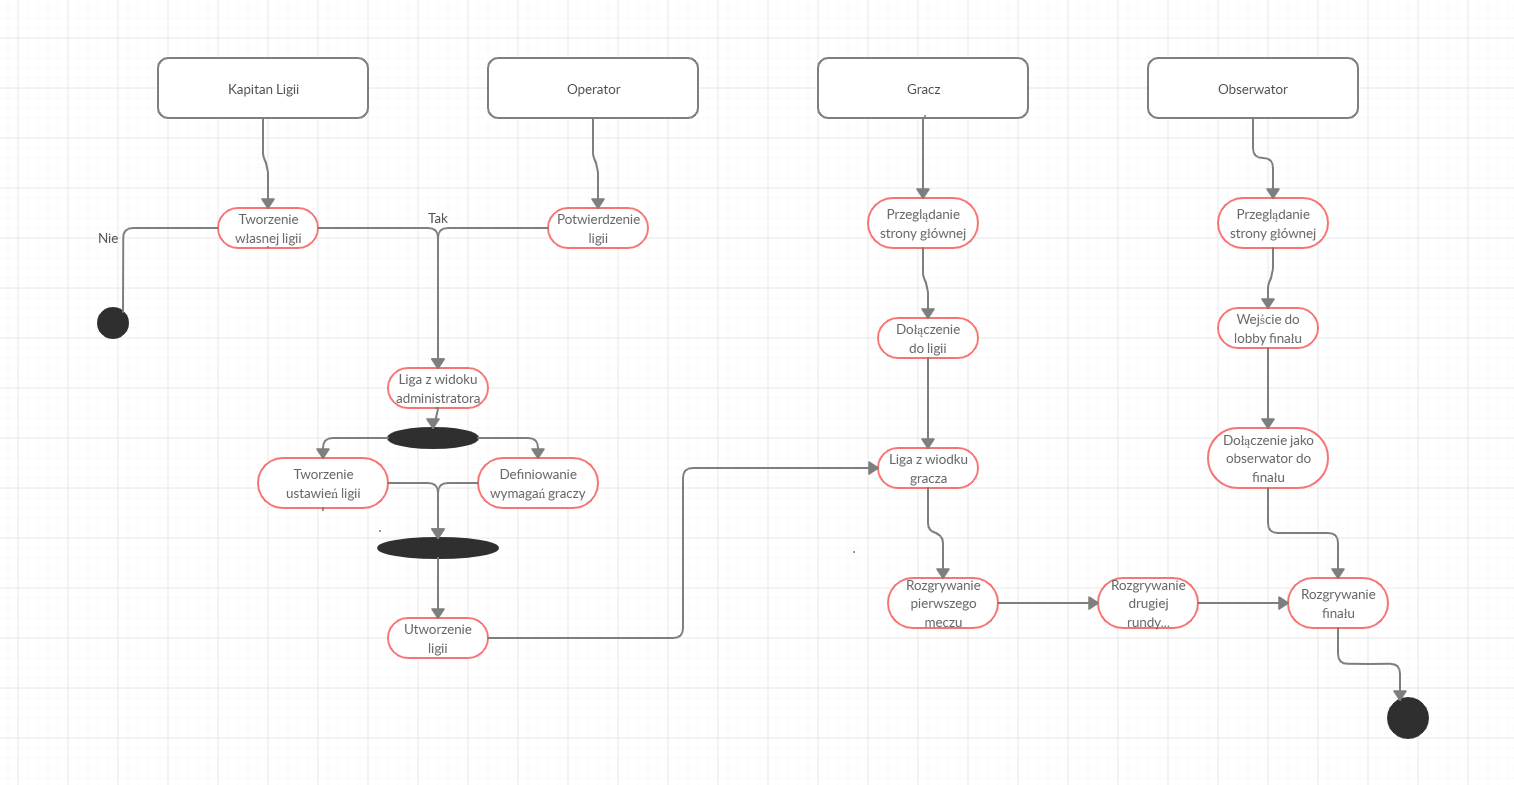 Kapitan Ligii
Operator
Gracz
Obserwator
Tworzenie
własnej ligii
Nie
Tak
Potwierdzenie
ligii
Przeglądanie
strony głównej
Przeglądanie
strony głównej
Dołączenie
do ligii
Wejście do
lobby finału
Liga z widoku
administratora
Tworzenie
ustawień ligii
Definiowanie
wymagań graczy
Liga z wiodku
gracza
Dołączenie jako
obserwator do
finału
Rozgrywanie
pierwszego
meczu
Rozgrywanie
drugiej
rundy...
Rozgrywanie
finału
Utworzenie
ligii